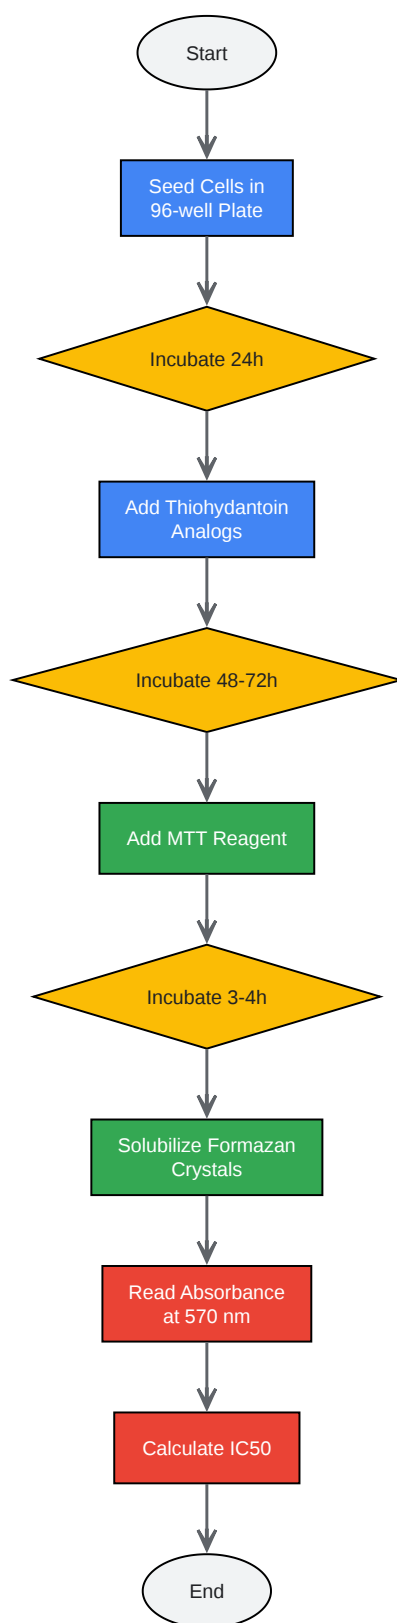 Start
Seed Cells in
96-well Plate
Incubate 24h
Add Thiohydantoin
Analogs
Incubate 48-72h
Add MTT Reagent
Incubate 3-4h
Solubilize Formazan
Crystals
Read Absorbance
at 570 nm
Calculate IC50
End